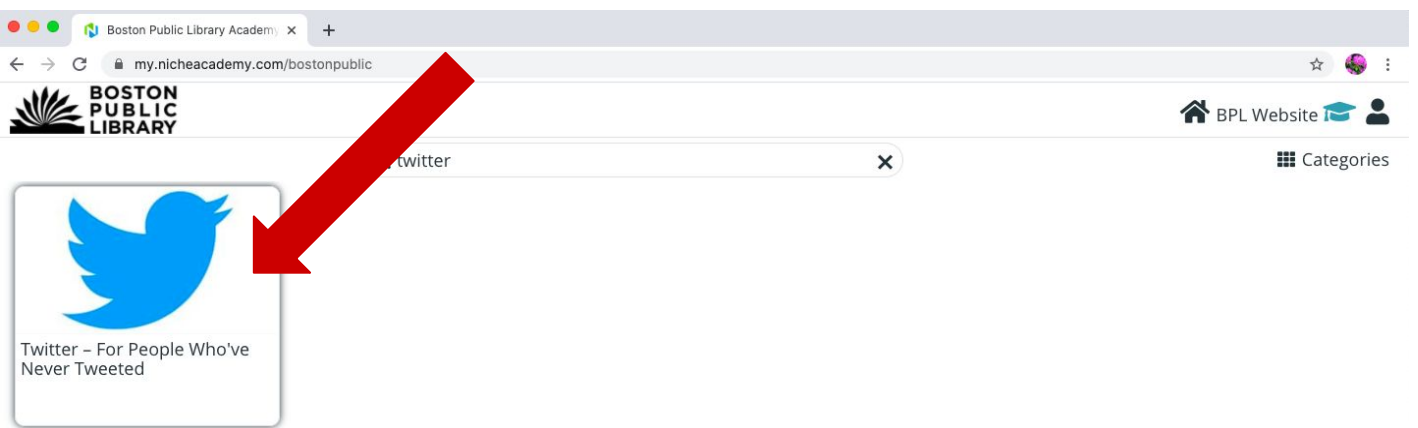 Boston Public Library Academy
my.nicheacademy.com/bostonpublic
BOSTON
PUBLIC
LIBRARY
BPL Website
twitter
Categories
Twitter – For People Who've
Never Tweeted